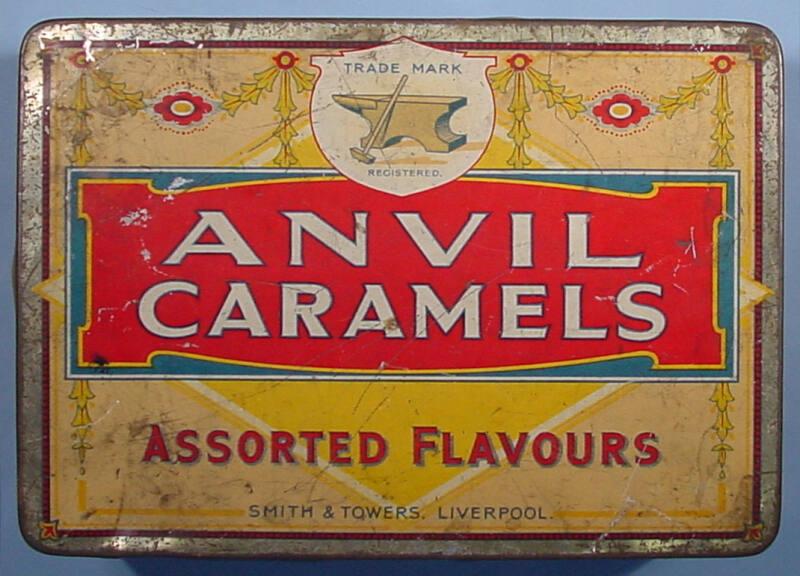 TRADE MARK
REGISTERED.
ANVIL
CARAMELS
ASSORTED FLAVOURS
SMITH & TOWERS. LIVERPOOL.